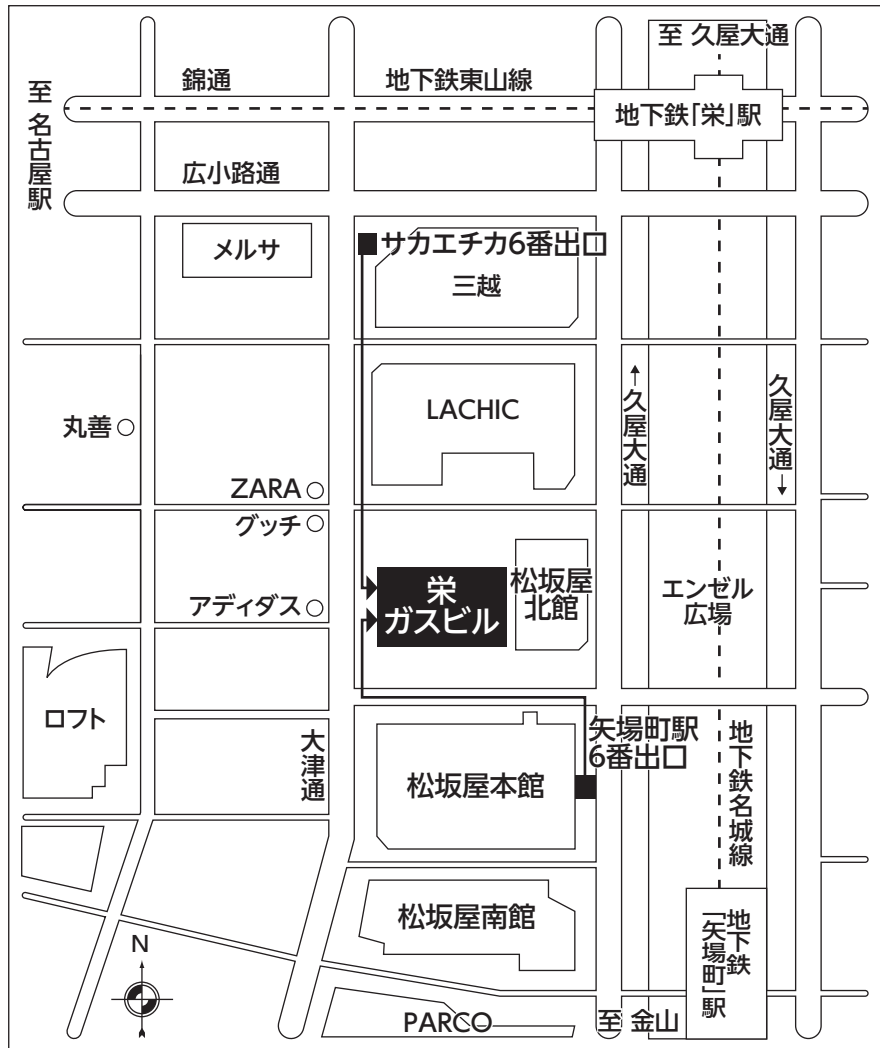 至 久屋大通
錦通
地下鉄東山線
至 名古屋駅
地下鉄「栄」駅
広小路通
メルサ
サカエチカ6番出口
三越
LACHIC
↑久屋大通
久屋大通↓
丸善
ZARA
グッチ
アディダス
栄
ガスビル
松坂屋
北館
エンゼル
広場
ロフト
大津通
矢場町駅
6番出口
松坂屋本館
地下鉄名城線
松坂屋南館
地下鉄
「矢場町」駅
N
PARCO
至 金山